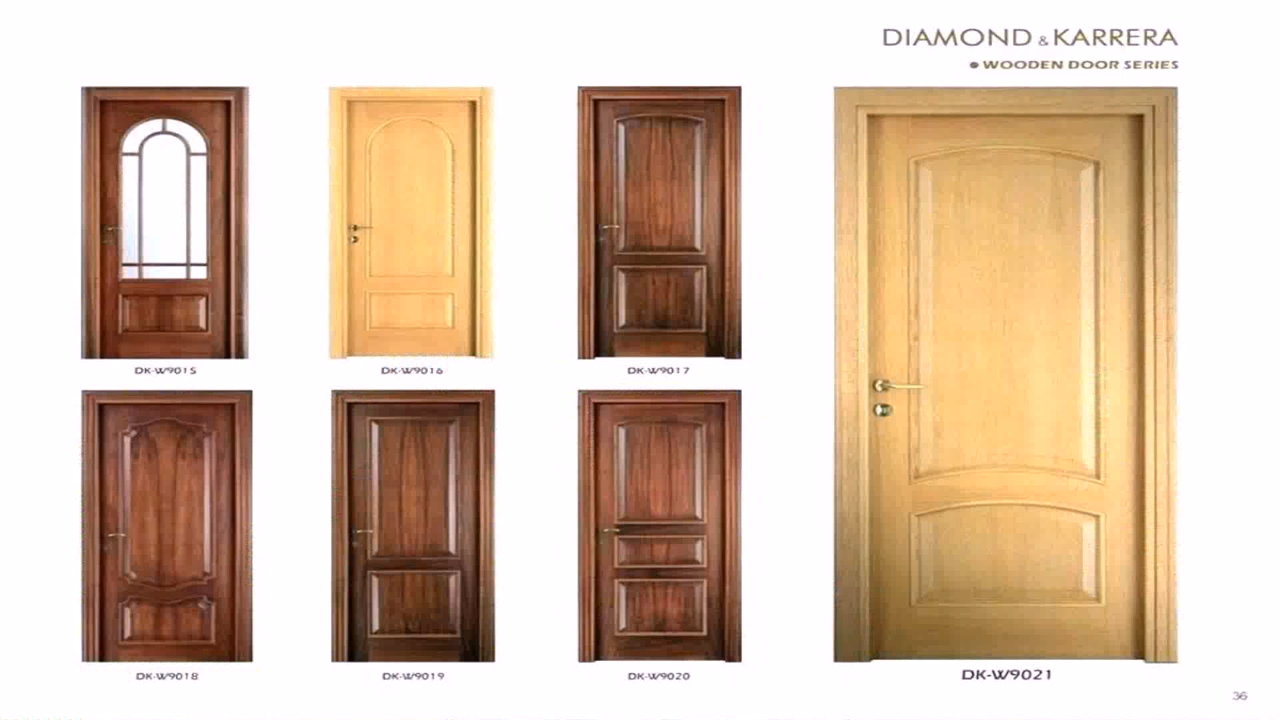 DIAMOND & KARRERA
● WOODEN DOOR SERIES
DK-W9015
DK-W9016
DK-W9017
DK-W9018
DK-W9019
DK-W9020
DK-W9021
36